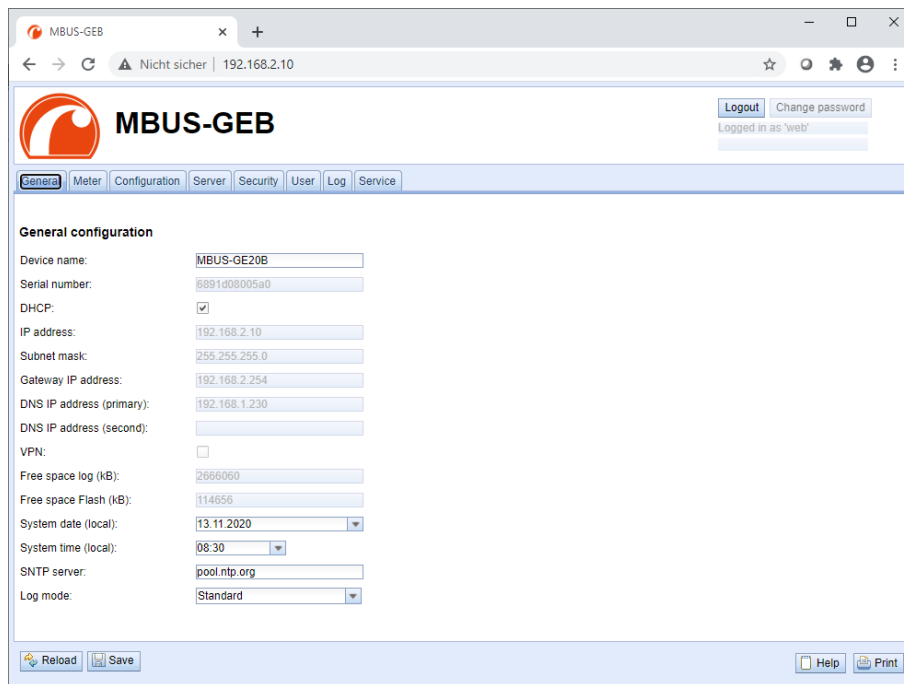 MBUS-GEB
Nicht sicher | 192.168.2.10
MBUS-GEB
Logout Change password
Logged in as 'web'
General Meter Configuration Server Security User Log Service
General configuration
Device name: MBUS-GE20B
Serial number: 6891d08005a0
DHCP:
IP address: 192.168.2.10
Subnet mask: 255.255.255.0
Gateway IP address: 192.168.2.254
DNS IP address (primary): 192.168.1.230
DNS IP address (second):
VPN:
Free space log (kB): 2666060
Free space Flash (kB): 114656
System date (local): 13.11.2020
System time (local): 08:30
SNTP server: pool.ntp.org
Log mode: Standard
Reload Save Help Print